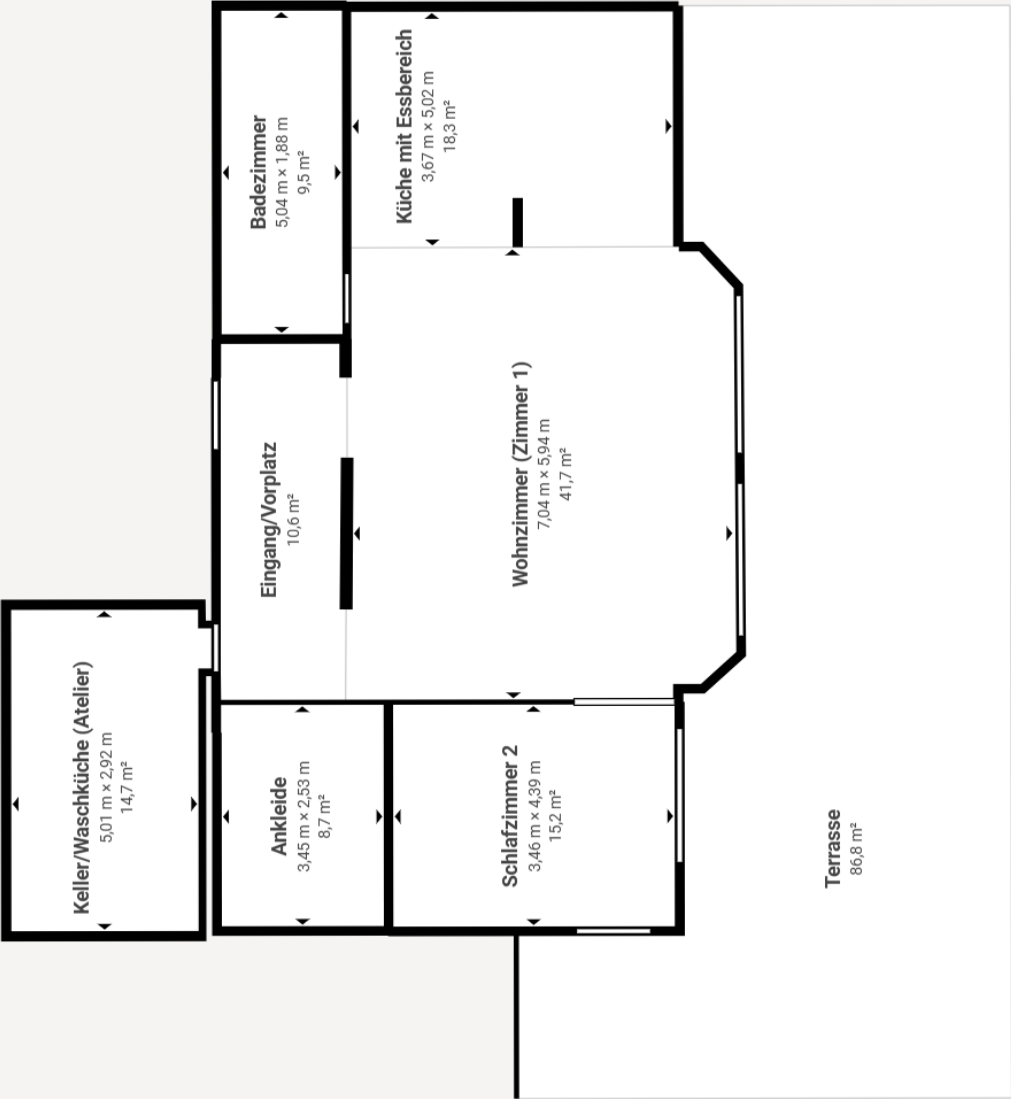 Badezimmer
5,04 m × 1,88 m
9,5 m²
Küche mit Essbereich
3,67 m × 5,02 m
18,3 m²
Eingang/Vorplatz
10,6 m²
Wohnzimmer (Zimmer 1)
7,04 m × 5,94 m
41,7 m²
Keller/Waschküche (Atelier)
5,01 m × 2,92 m
14,7 m²
Ankleide
3,45 m × 2,53 m
8,7 m²
Schlafzimmer 2
3,46 m × 4,39 m
15,2 m²
Terrasse
86,8 m²